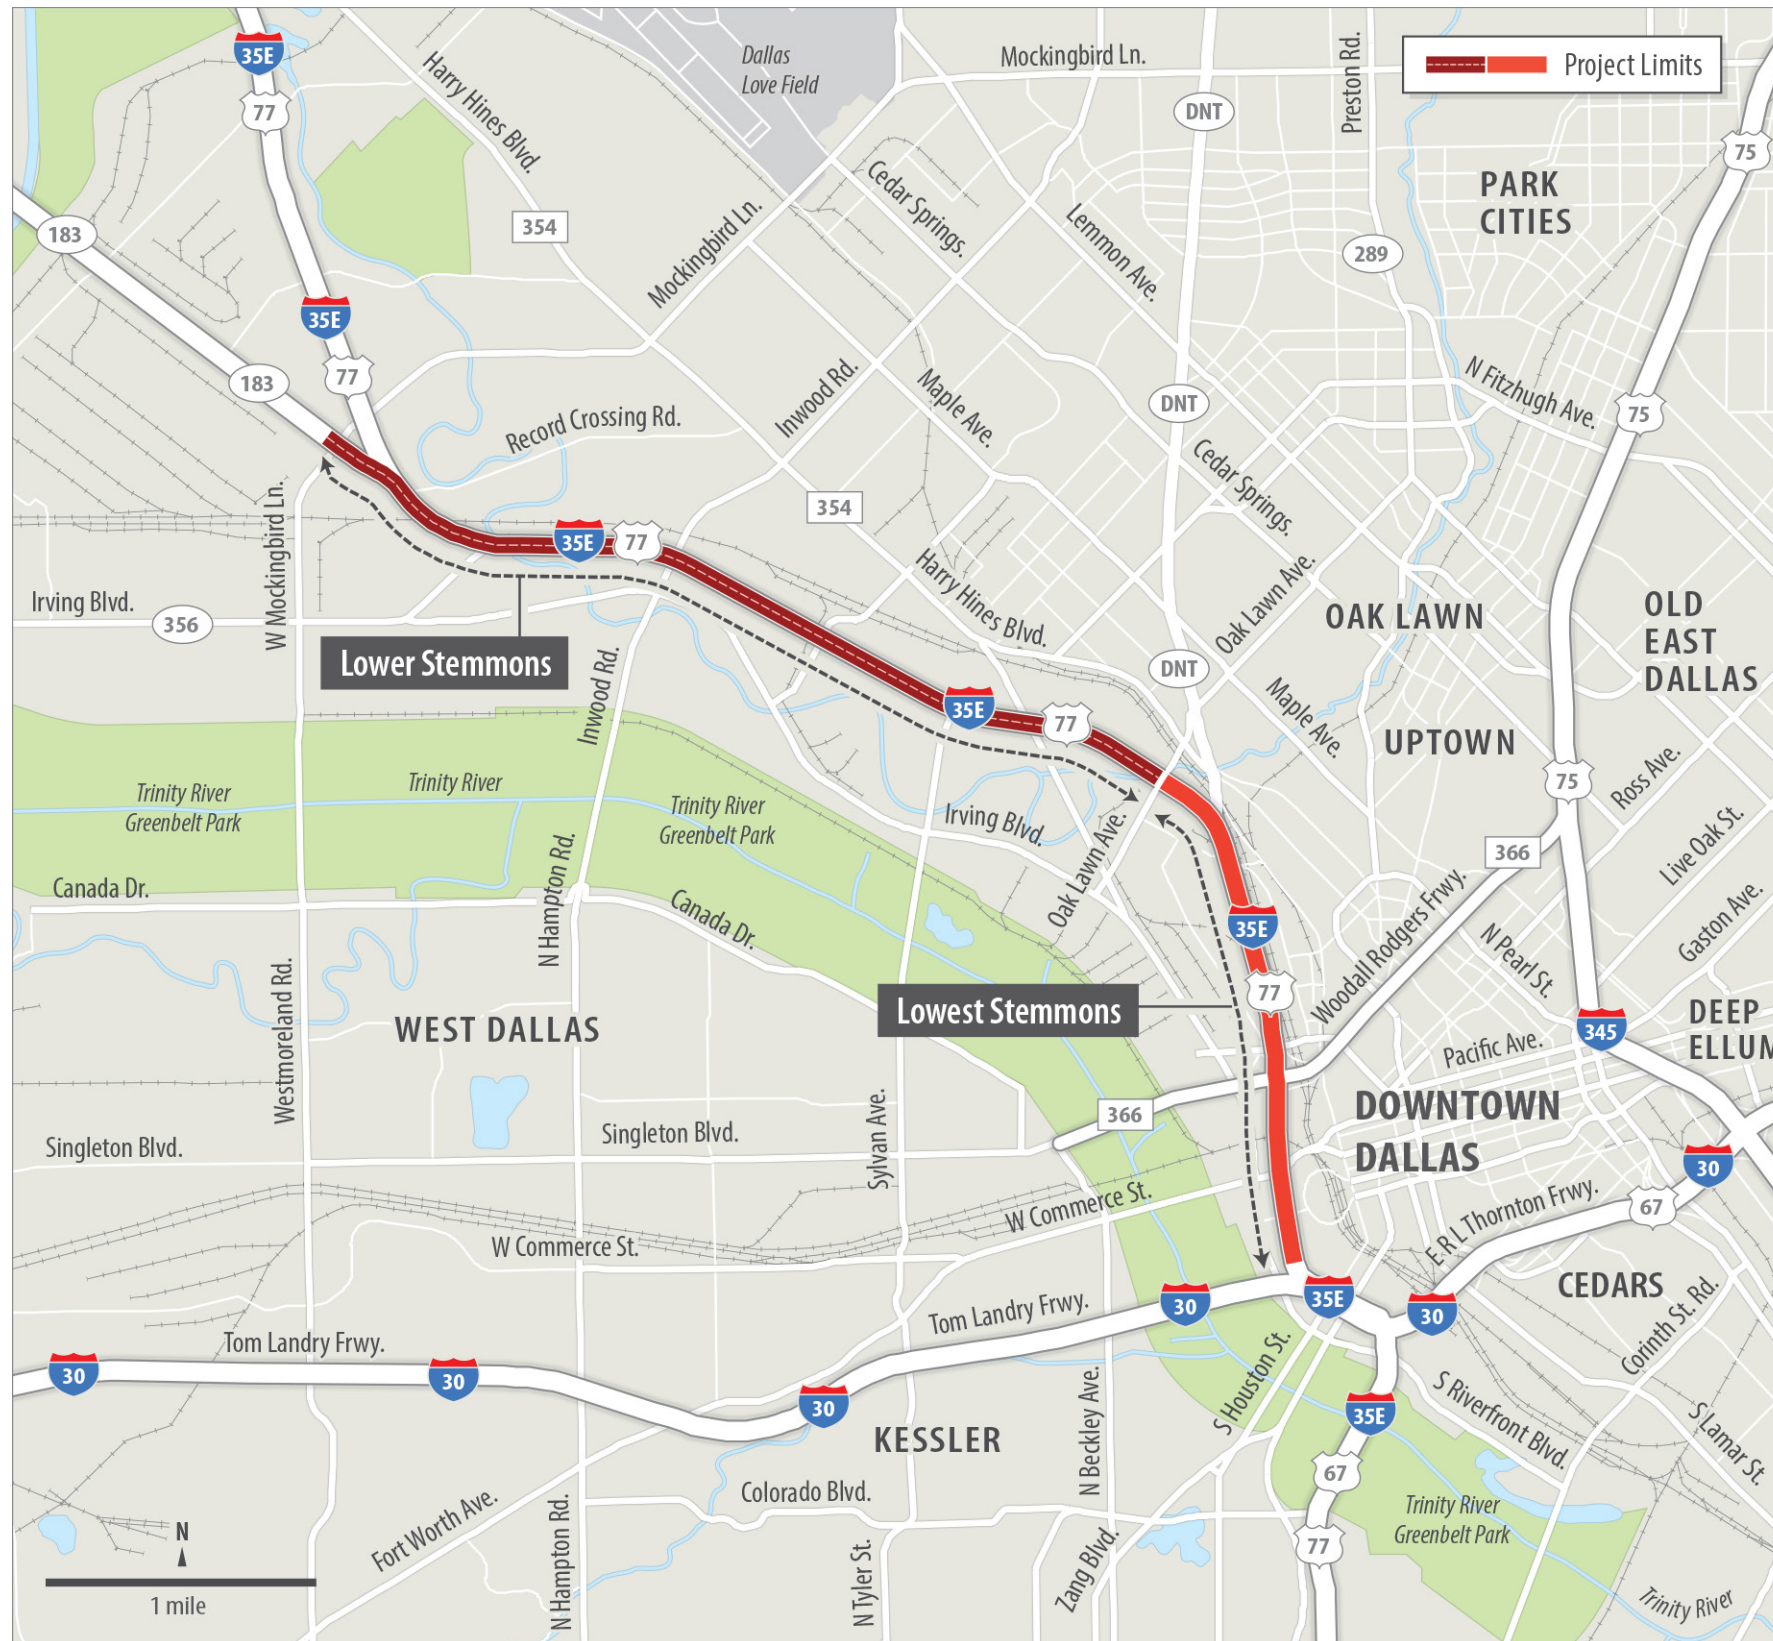 35E
Dallas
Love Field
Mockingbird Ln.
Preston Rd.
Project Limits
77
Harry Hines Blvd.
DNT
75
Cedar Springs.
PARK
CITIES
183
354
Mockingbird Ln.
Lemmon Ave.
289
35E
77
183
Inwood Rd.
Maple Ave.
DNT
N Fitzhugh Ave.
75
Record Crossing Rd.
Cedar Springs.
W Mockingbird Ln.
354
35E
77
Harry Hines Blvd.
Oak Lawn Ave.
OAK LAWN
OLD
EAST
DALLAS
Irving Blvd.
356
Lower Stemmons
Inwood Rd.
DNT
35E
77
Maple Ave.
UPTOWN
75
Ross Ave.
Trinity River
Greenbelt Park
Trinity River
Trinity River
Greenbelt Park
Irving Blvd.
Oak Lawn Ave.
366
Live Oak St.
Canada Dr.
N Hampton Rd.
Canada Dr.
35E
Woodall Rodgers Frwy.
N Pearl St.
Gaston Ave.
Westmoreland Rd.
WEST DALLAS
Lowest Stemmons
77
345
DEEP
ELLUM
Pacific Ave.
Singleton Blvd.
Singleton Blvd.
Sylvan Ave.
366
DOWNTOWN
DALLAS
30
W Commerce St.
W Commerce St.
E R L Thornton Frwy.
67
CEDARS
Tom Landry Frwy.
Tom Landry Frwy.
30
35E
30
Corinth St. Rd.
30
30
30
KESSLER
N Beckley Ave.
S Houston St.
35E
S Riverfront Blvd.
S Lamar St.
67
Colorado Blvd.
Fort Worth Ave.
N Hampton Rd.
N Tyler St.
Zang Blvd.
77
Trinity River
Greenbelt Park
Trinity River
N
1 mile